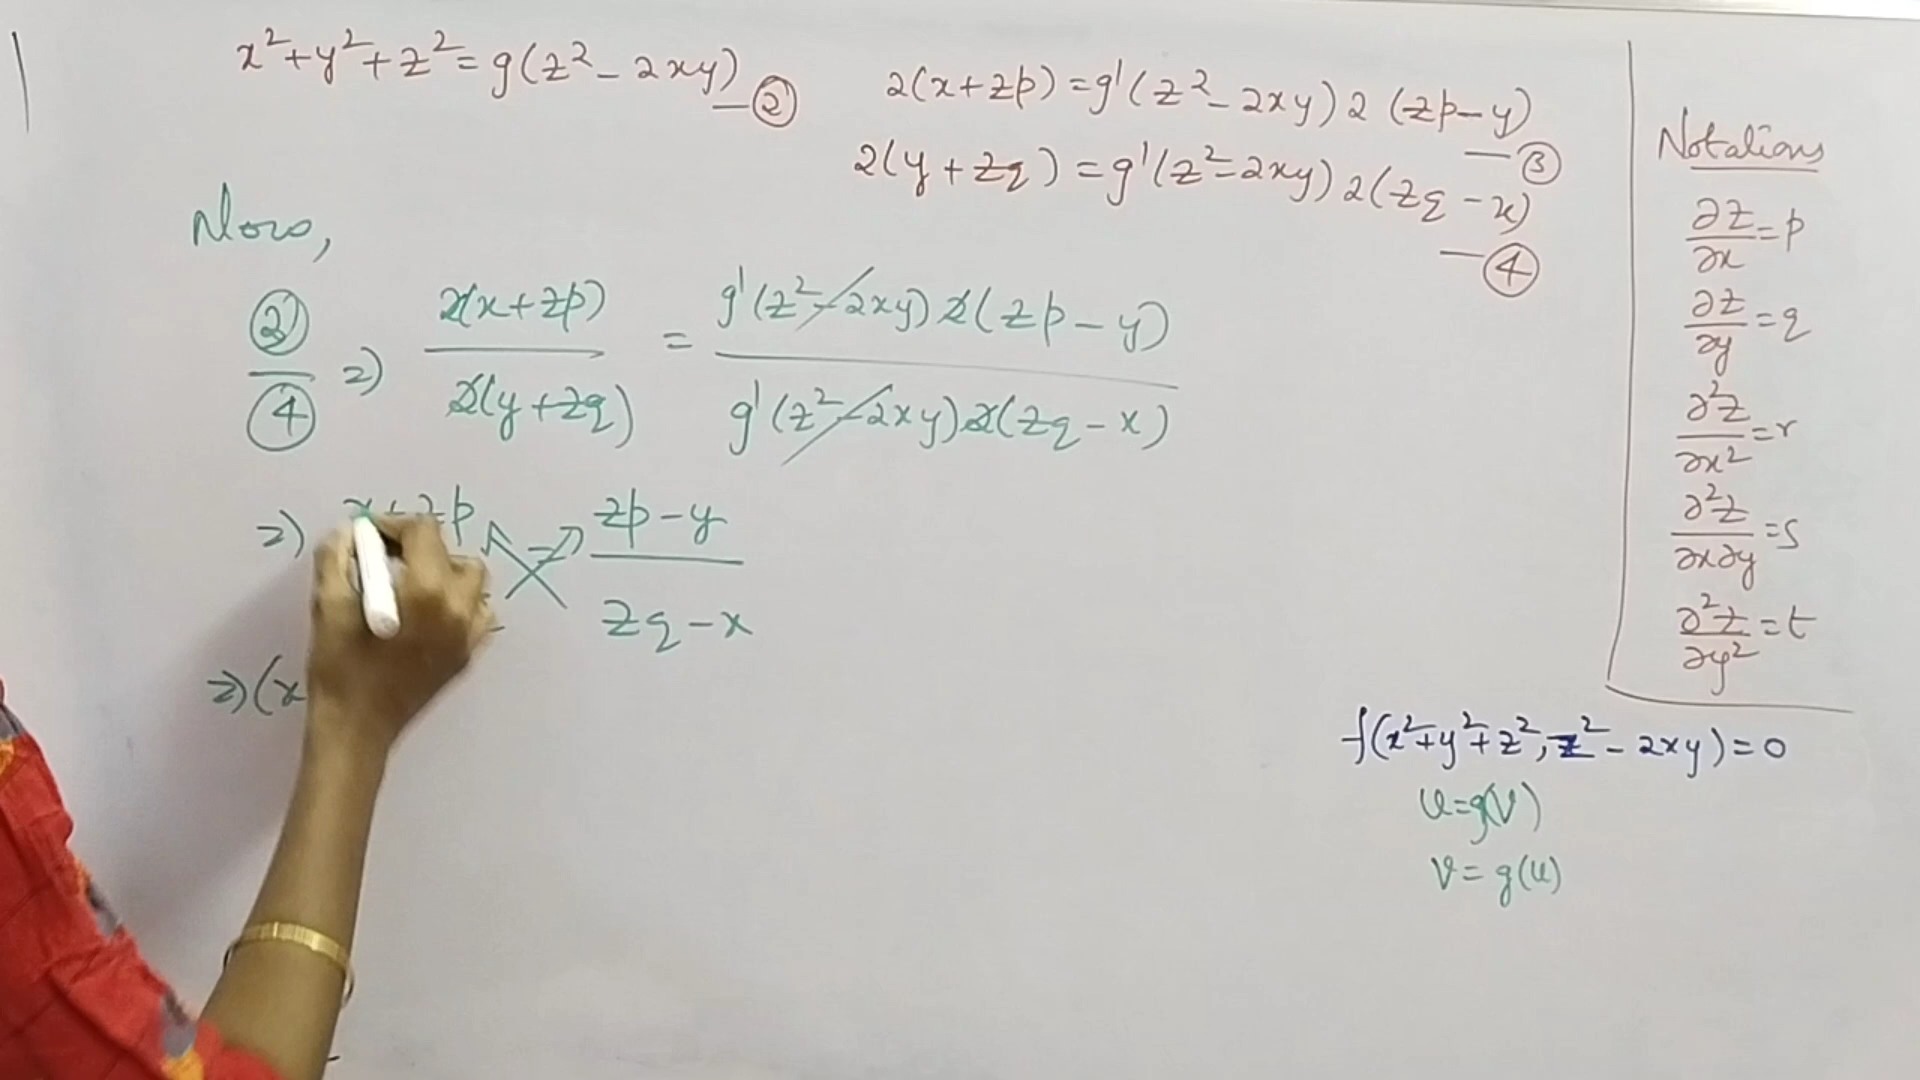 x²+y²+z²=g(z²-2xy) —②
2(x+zp)=g'(z²-2xy)2(zp-y) —③
2(y+zq)=g'(z²-2xy)2(zq-x) —④
Now,
②/④ ⇒ 2(x+zp)/2(y+zq) = g'(z²-2xy)2(zp-y)/g'(z²-2xy)2(zq-x)
⇒ x+zp = zp-y/zq-x
⇒(x
Notations
∂z/∂x=p
∂z/∂y=q
∂²z/∂x²=r
∂²z/∂x∂y=s
∂²z/∂y²=t
f(x²+y²+z², z²-2xy)=0
u=g(v)
v=g(u)